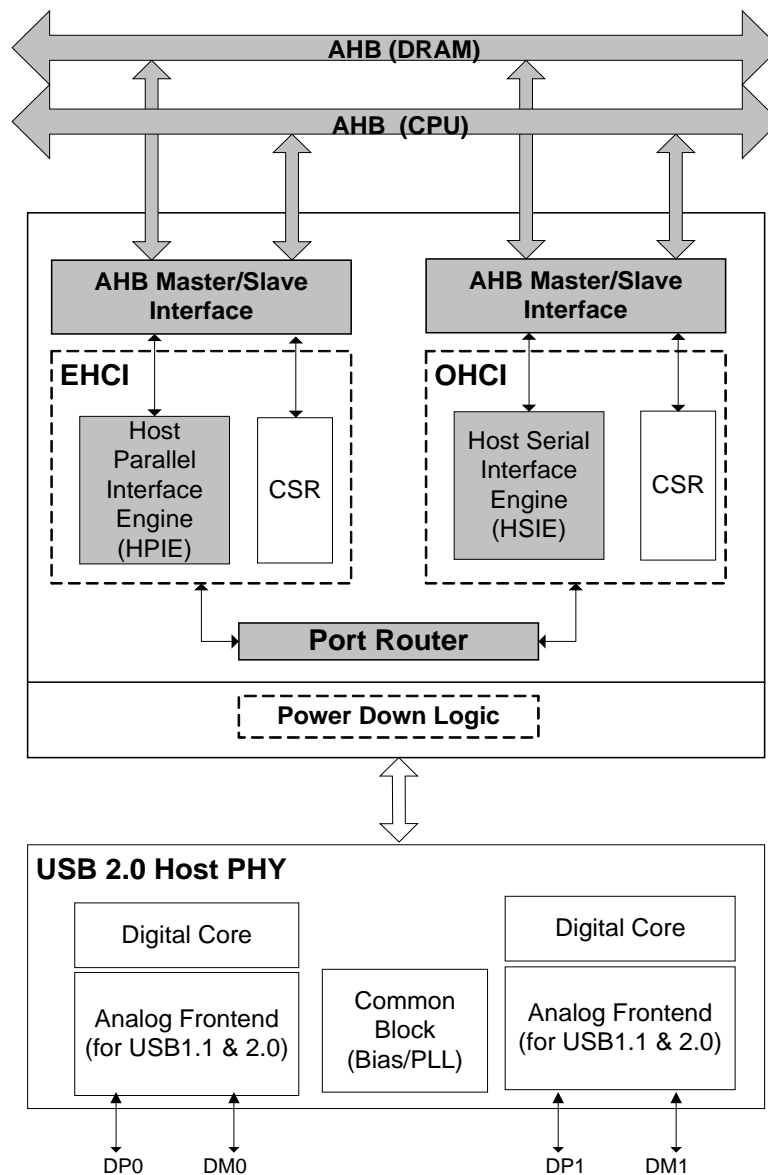 AHB (DRAM)
AHB (CPU)
AHB Master/Slave
Interface
AHB Master/Slave
Interface
EHCI
Host
Parallel
Interface
Engine
(HPIE)
CSR
OHCI
Host Serial
Interface
Engine
(HSIE)
CSR
Port Router
Power Down Logic
USB 2.0 Host PHY
Digital Core
Analog Frontend
(for USB1.1 & 2.0)
Common
Block
(Bias/PLL)
Digital Core
Analog Frontend
(for USB1.1 & 2.0)
DP0
DM0
DP1
DM1